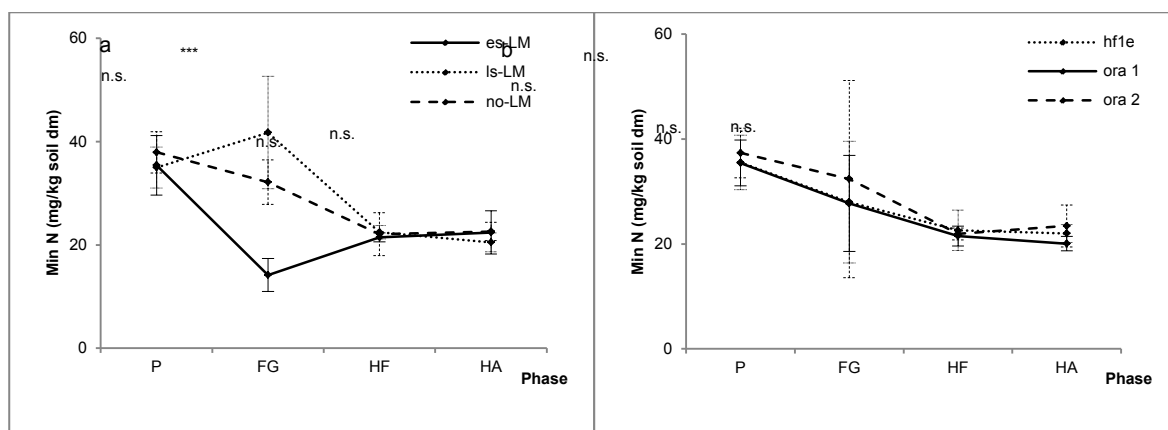 60
40
20
0
Min N (mg/kg soil dm)
a
***
n.s.
n.s.
n.s.
es-LM
ls-LM
no-LM
P
FG
HF
HA
Phase
b
n.s.
n.s.
60
40
20
0
Min N (mg/kg soil dm)
n.s.
n.s.
hf1e
ora 1
ora 2
P
FG
HF
HA
Phase